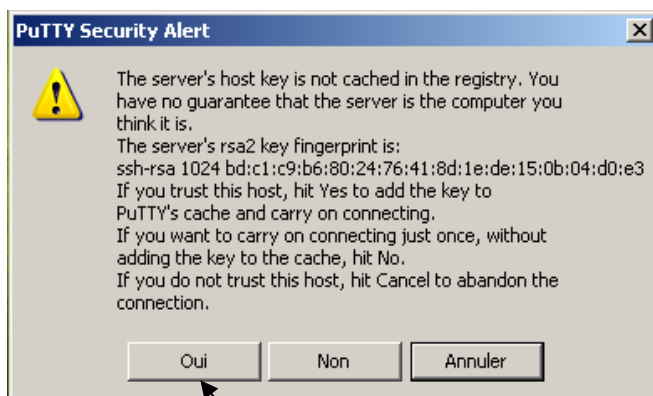 PuTTY Security Alert
The server's host key is not cached in the registry. You
have no guarantee that the server is the computer you
think it is.
The server's rsa2 key fingerprint is:
ssh-rsa 1024 bd:c1:c9:b6:80:24:76:41:8d:1e:de:15:0b:04:d0:e3
If you trust this host, hit Yes to add the key to
PuTTY's cache and carry on connecting.
If you want to carry on connecting just once, without
adding the key to the cache, hit No.
If you do not trust this host, hit Cancel to abandon the
connection.
Oui Non Annuler